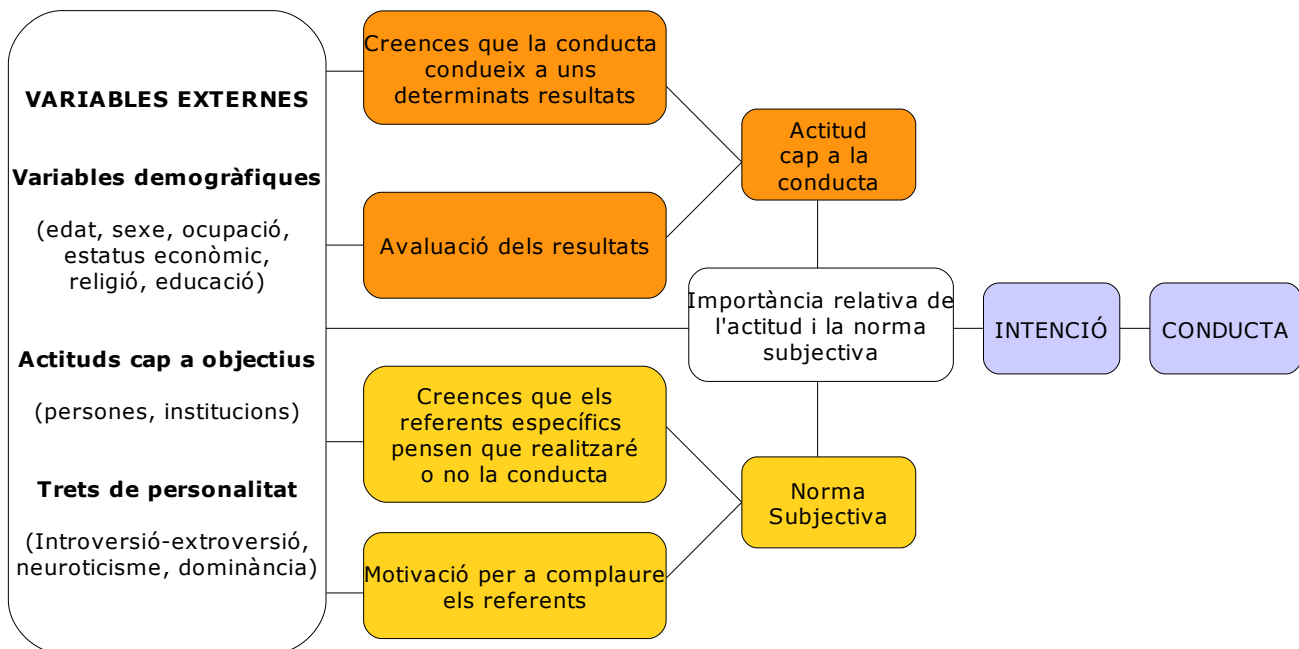 VARIABLES EXTERNES
Variables demogràfiques
(edat, sexe, ocupació,
estatus econòmic,
religió, educació)
Actituds cap a objectius
(persones, institucions)
Trets de personalitat
(Introversió-extroversió,
neuroticisme, dominància)
Creences que la conducta
condueix a uns
determinats resultats
Avaluació dels resultats
Creences que els
referents específics
pensen que realitzaré
o no la conducta
Motivació per a complaure
els referents
Actitud
cap a la
conducta
Importància relativa de
l'actitud i la norma
subjectiva
Norma
Subjectiva
INTENCIÓ
CONDUCTA